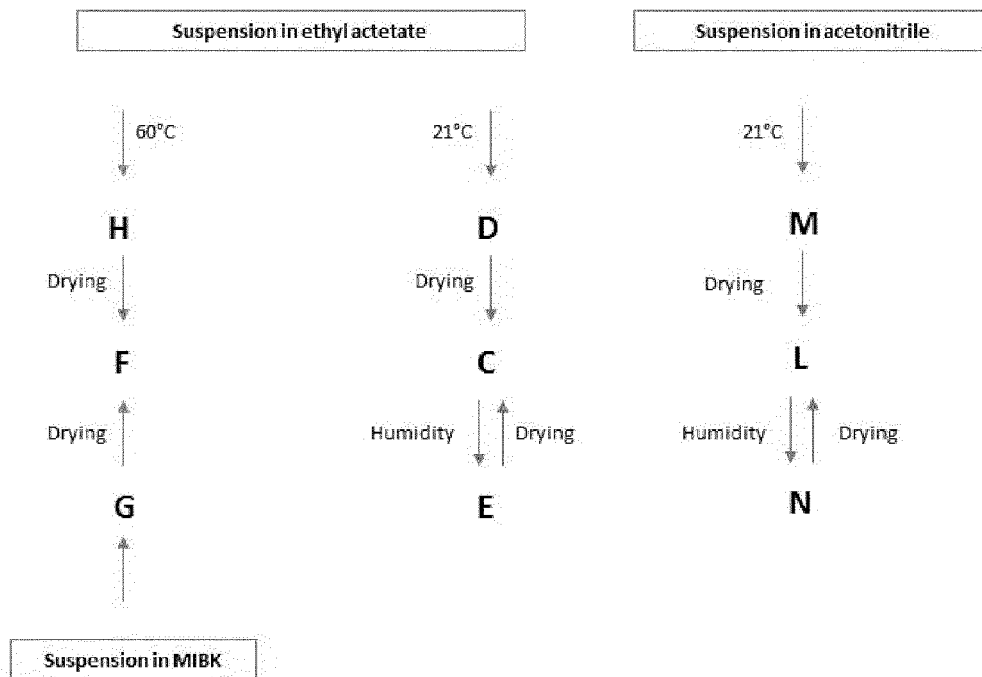 Suspension in ethyl actetate
Suspension in acetonitrile
60°C
21°C
21°C
H
D
M
Drying
Drying
Drying
F
C
L
Drying
Humidity
Drying
Humidity
Drying
G
E
N
Suspension in MIBK